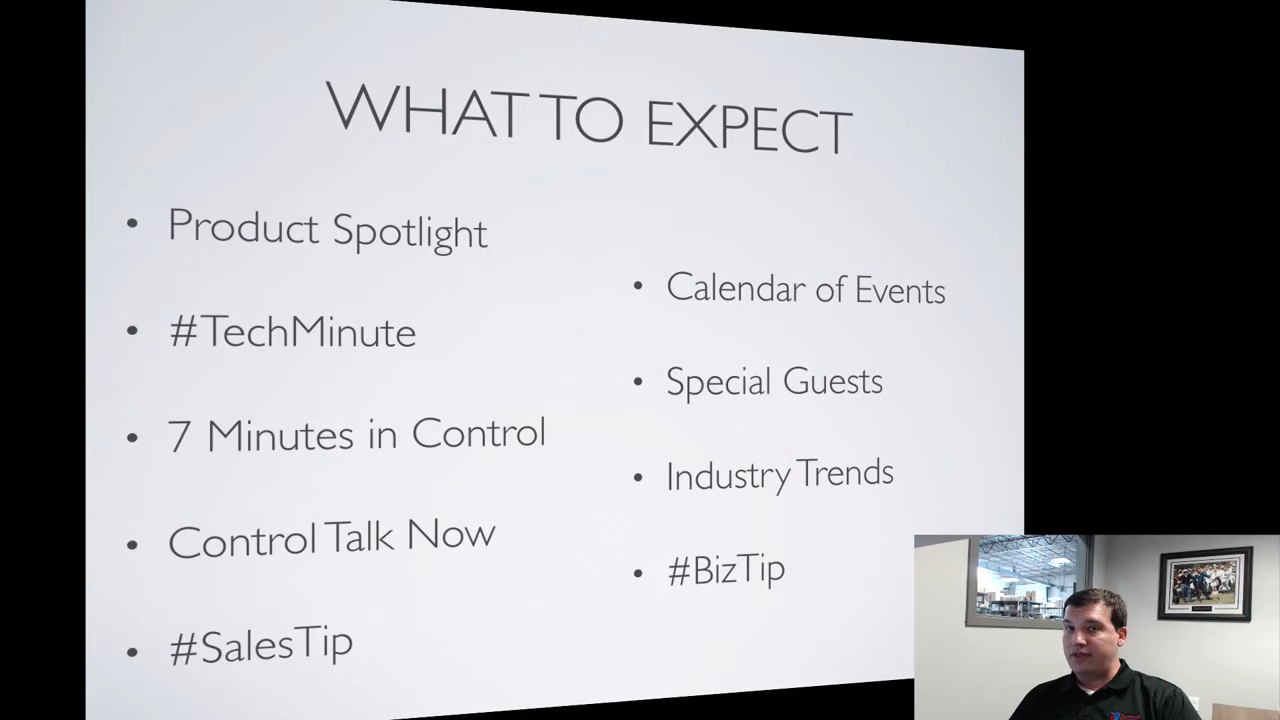 WHAT TO EXPECT
• Product Spotlight
• #TechMinute
• 7 Minutes in Control
• Control Talk Now
• #SalesTip
• Calendar of Events
• Special Guests
• Industry Trends
• #BizTip